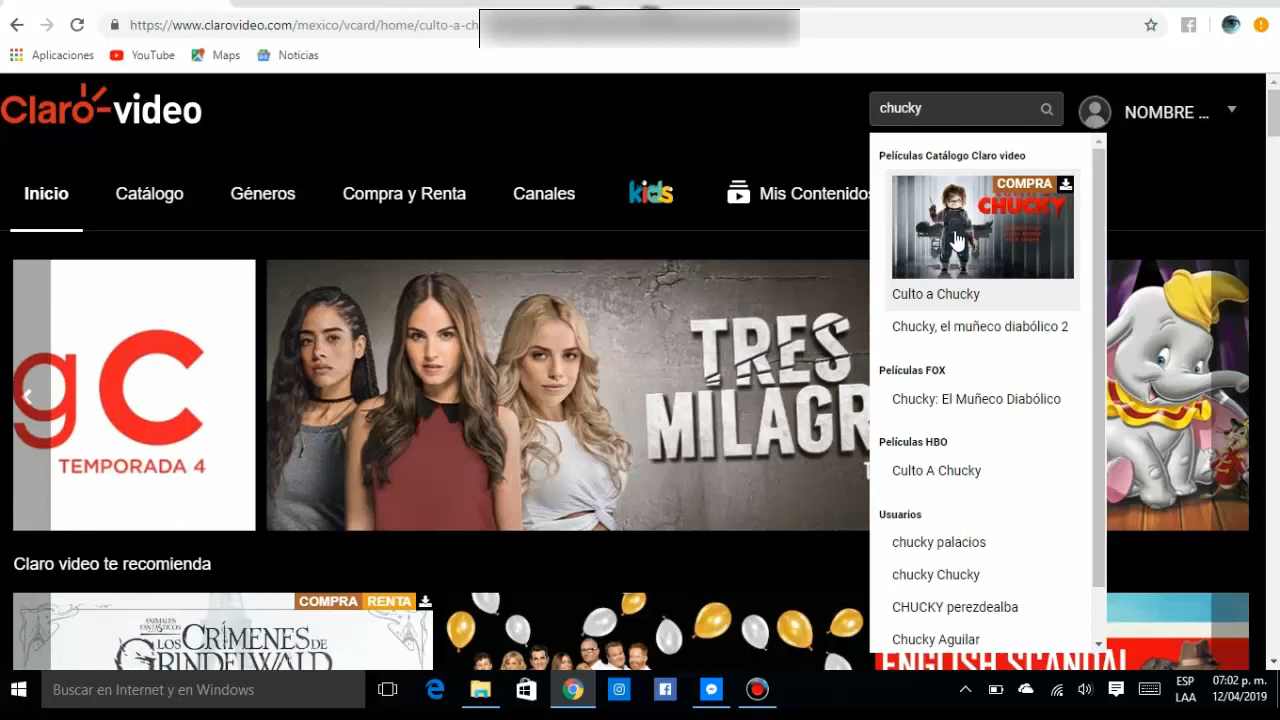 https://www.clarovideo.com/mexico/vcard/home/culto-a-ch
Aplicaciones YouTube Maps Noticias
Claro-video
chucky
NOMBRE ...
Inicio Catálogo Géneros Compra y Renta Canales kids Mis Contenidos
Películas Catálogo Claro video
COMPRA
CHUCKY
Culto a Chucky
Chucky, el muñeco diabólico 2
Películas FOX
Chucky: El Muñeco Diabólico
Películas HBO
Culto A Chucky
Usuarios
chucky palacios
chucky Chucky
CHUCKY perezdealba
Chucky Aguilar
g C
TEMPORADA 4
TRES
MILAGR
Claro video te recomienda
COMPRA RENTA
ANIMALES
FANTÁSTICOS
LOS CRÍMENES DE
GRINDELWALD
ENGLISH SCANDAL
Buscar en Internet y en Windows
ESP
LAA
07:02 p. m.
12/04/2019